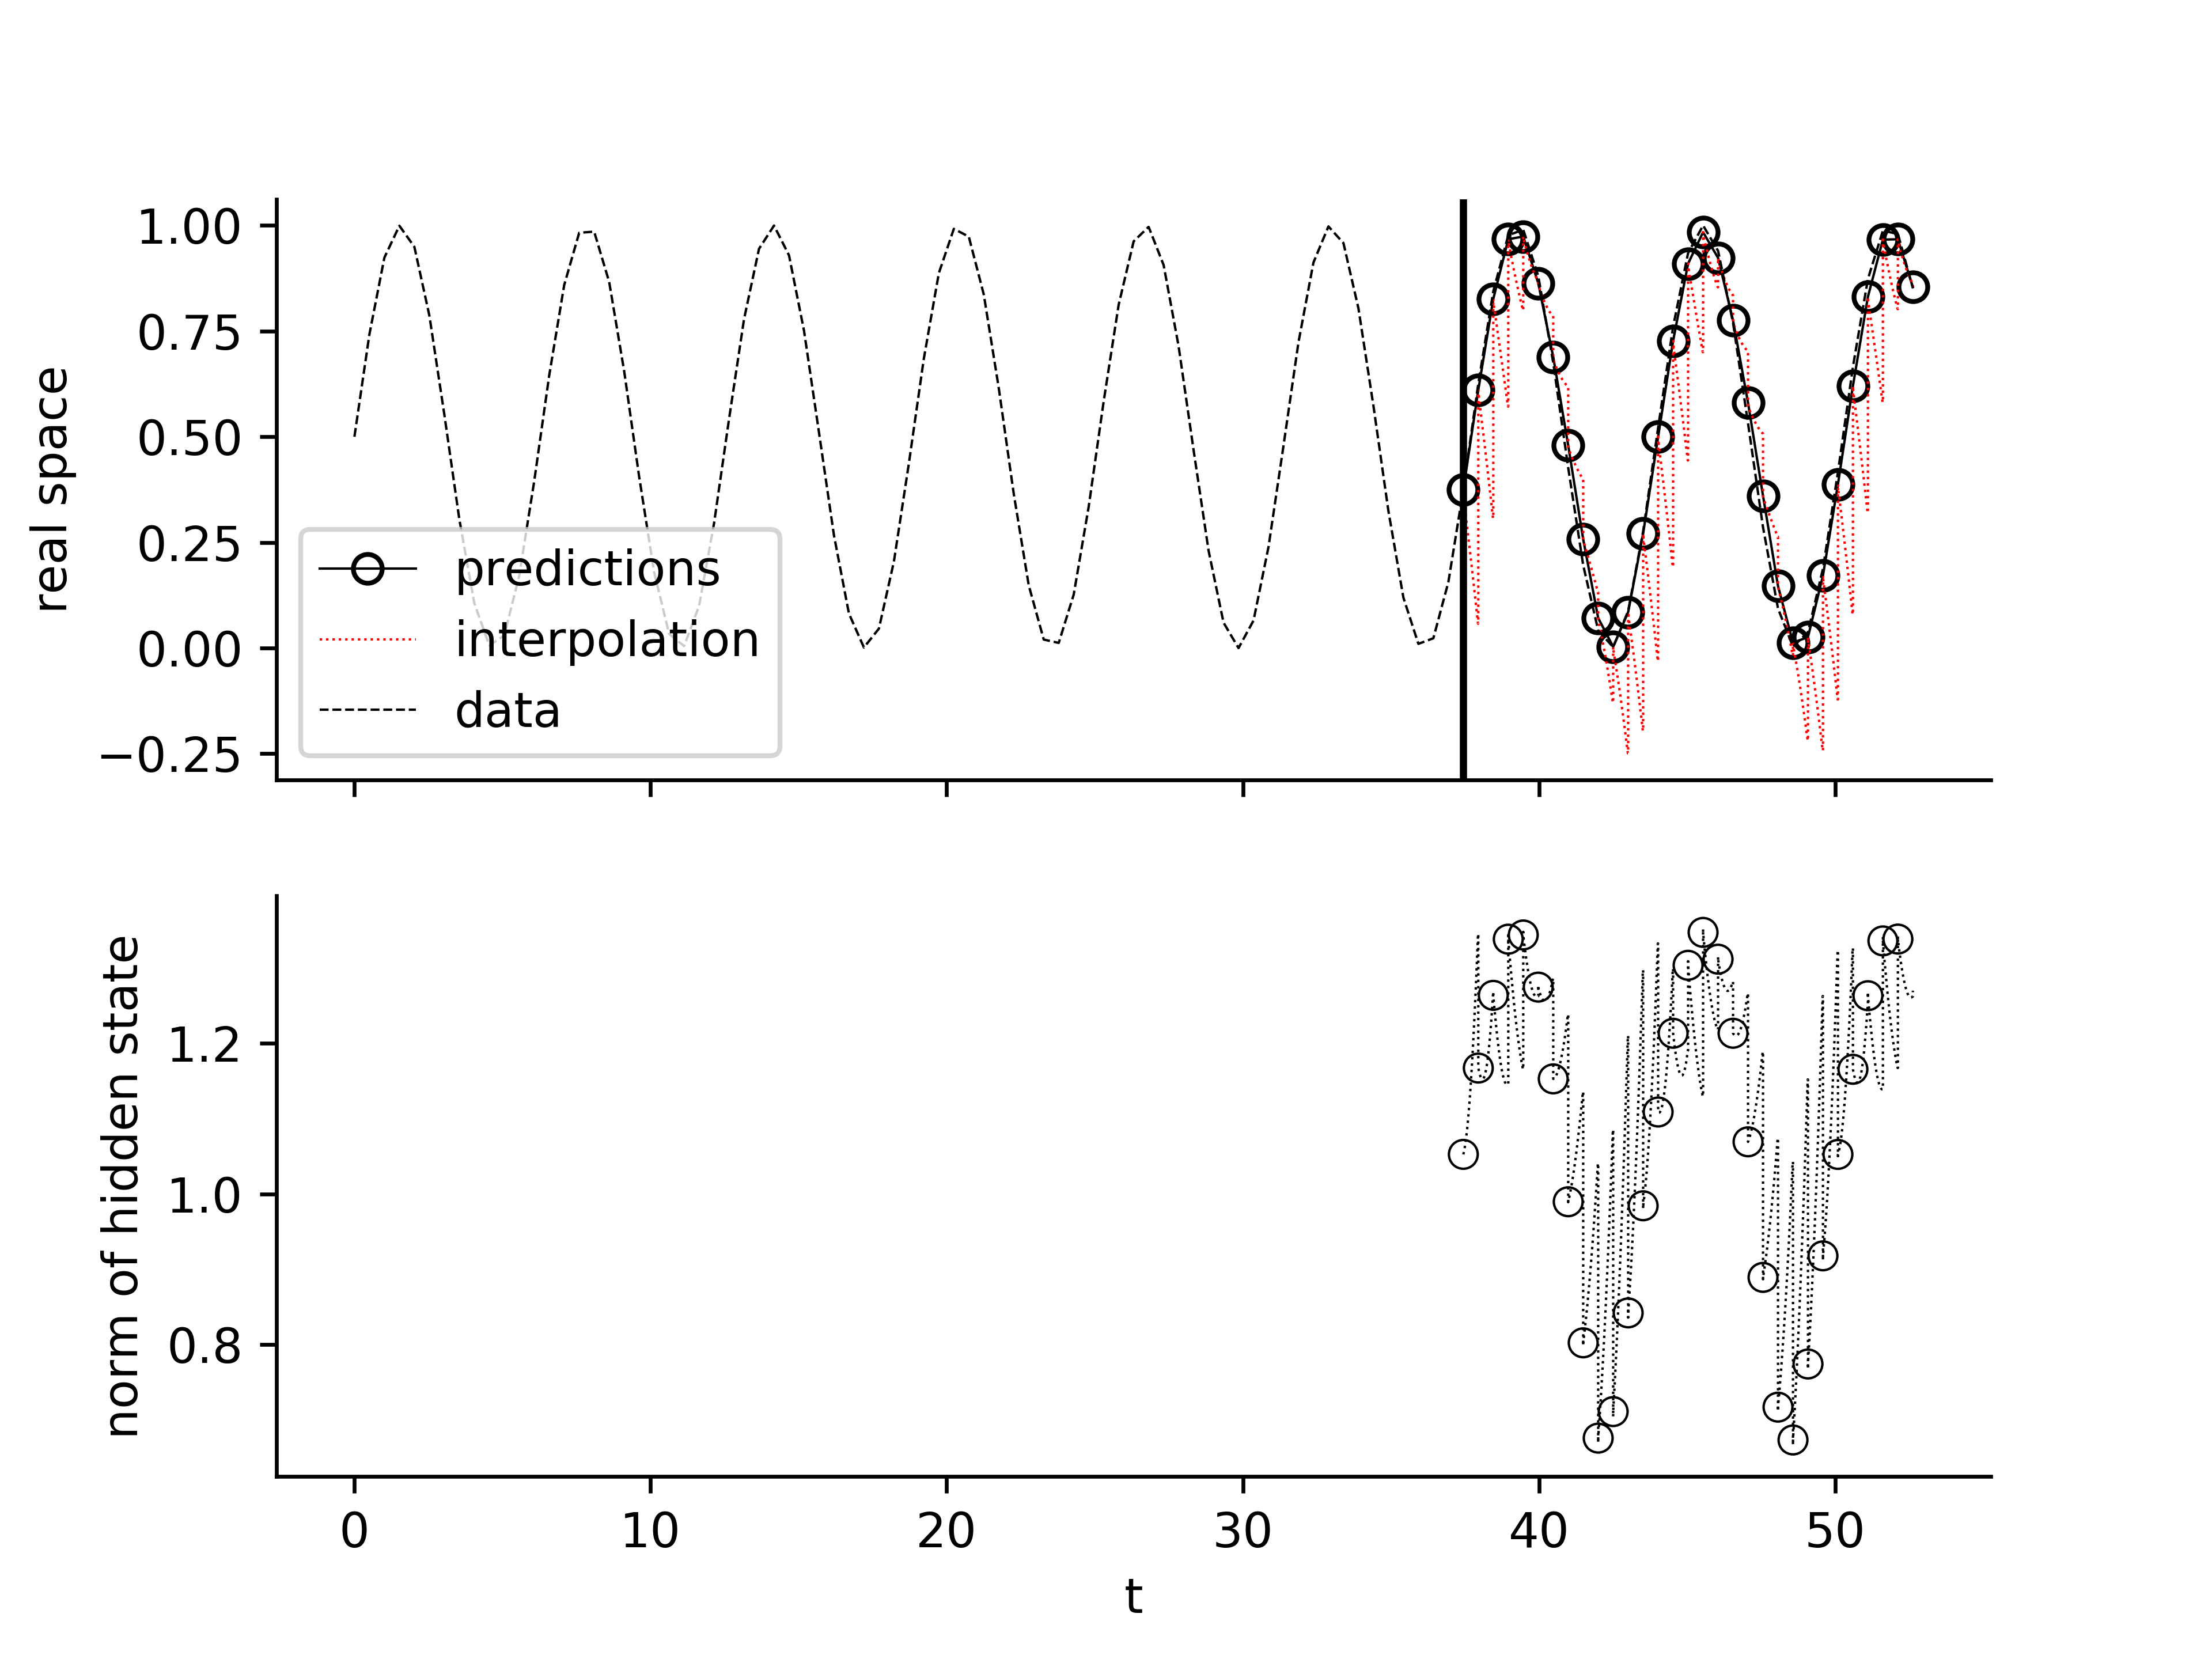 real space
1.00
0.75
0.50
0.25
0.00
−0.25
predictions
interpolation
data
norm of hidden state
1.2
1.0
0.8
0
10
20
30
40
50
t